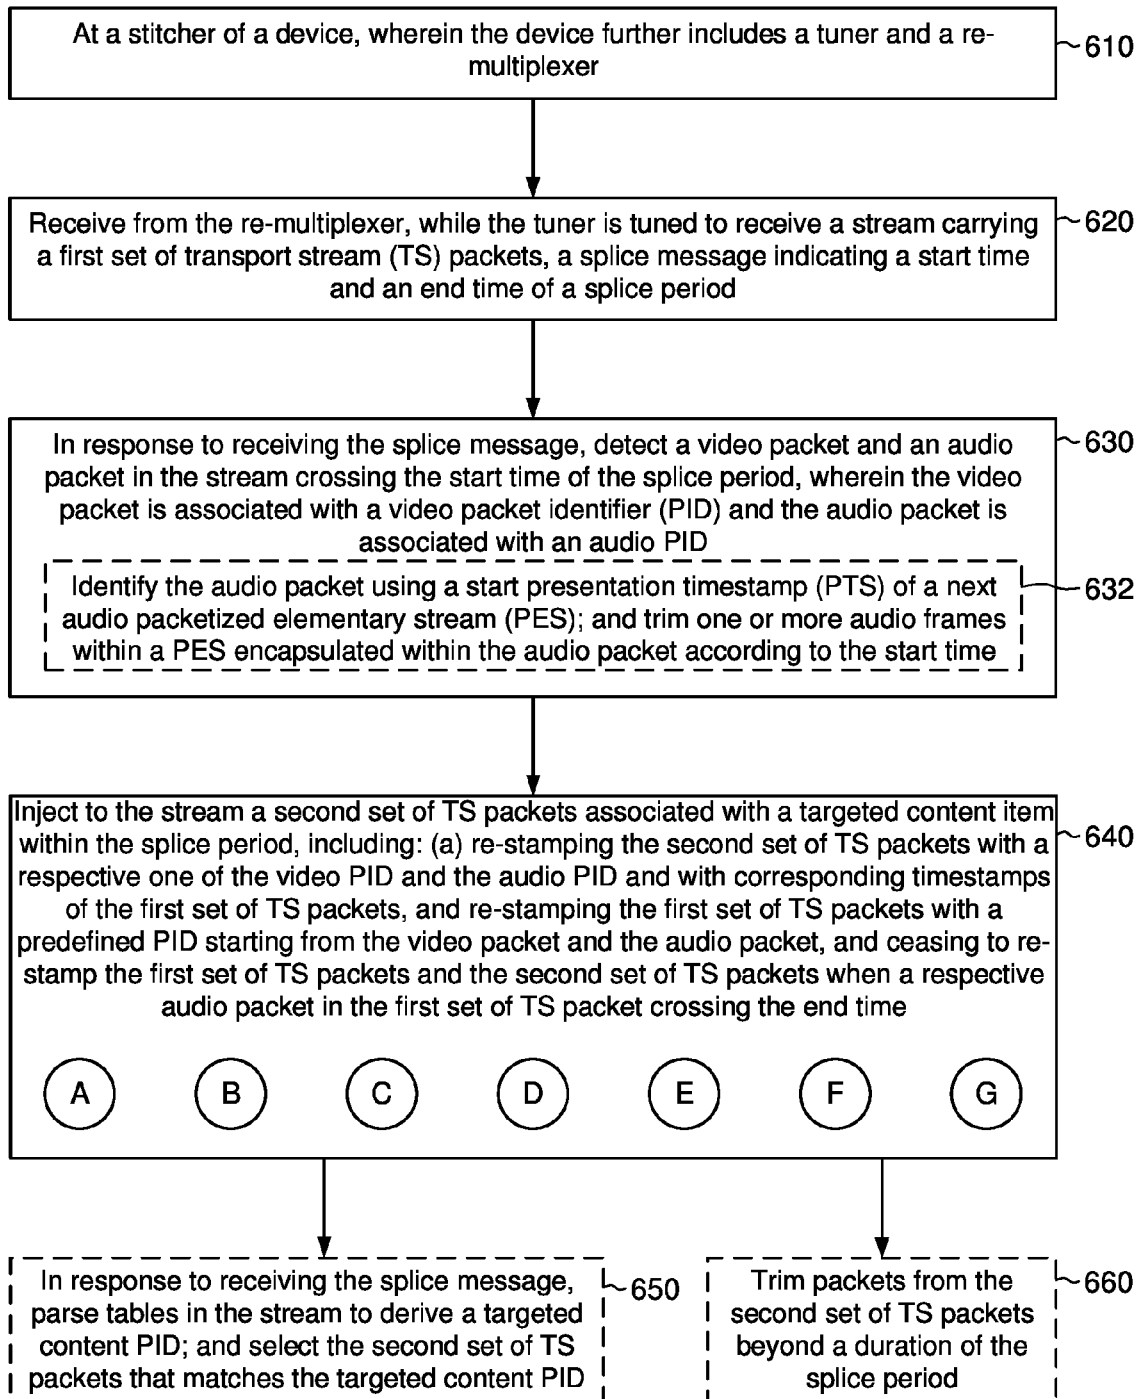 At a stitcher of a device, wherein the device further includes a tuner and a re-
multiplexer
610
Receive from the re-multiplexer, while the tuner is tuned to receive a stream carrying
a first set of transport stream (TS) packets, a splice message indicating a start time
and an end time of a splice period
620
In response to receiving the splice message, detect a video packet and an audio
packet in the stream crossing the start time of the splice period, wherein the video
packet is associated with a video packet identifier (PID) and the audio packet is
associated with an audio PID
630
Identify the audio packet using a start presentation timestamp (PTS) of a next
audio packetized elementary stream (PES); and trim one or more audio frames
within a PES encapsulated within the audio packet according to the start time
632
Inject to the stream a second set of TS packets associated with a targeted content item
within the splice period, including: (a) re-stamping the second set of TS packets with a
respective one of the video PID and the audio PID and with corresponding timestamps
of the first set of TS packets, and re-stamping the first set of TS packets with a
predefined PID starting from the video packet and the audio packet, and ceasing to re-
stamp the first set of TS packets and the second set of TS packets when a respective
audio packet in the first set of TS packet crossing the end time
640
A B C D E F G
In response to receiving the splice message,
parse tables in the stream to derive a targeted
content PID; and select the second set of TS
packets that matches the targeted content PID
650
Trim packets from the
second set of TS packets
beyond a duration of the
splice period
660